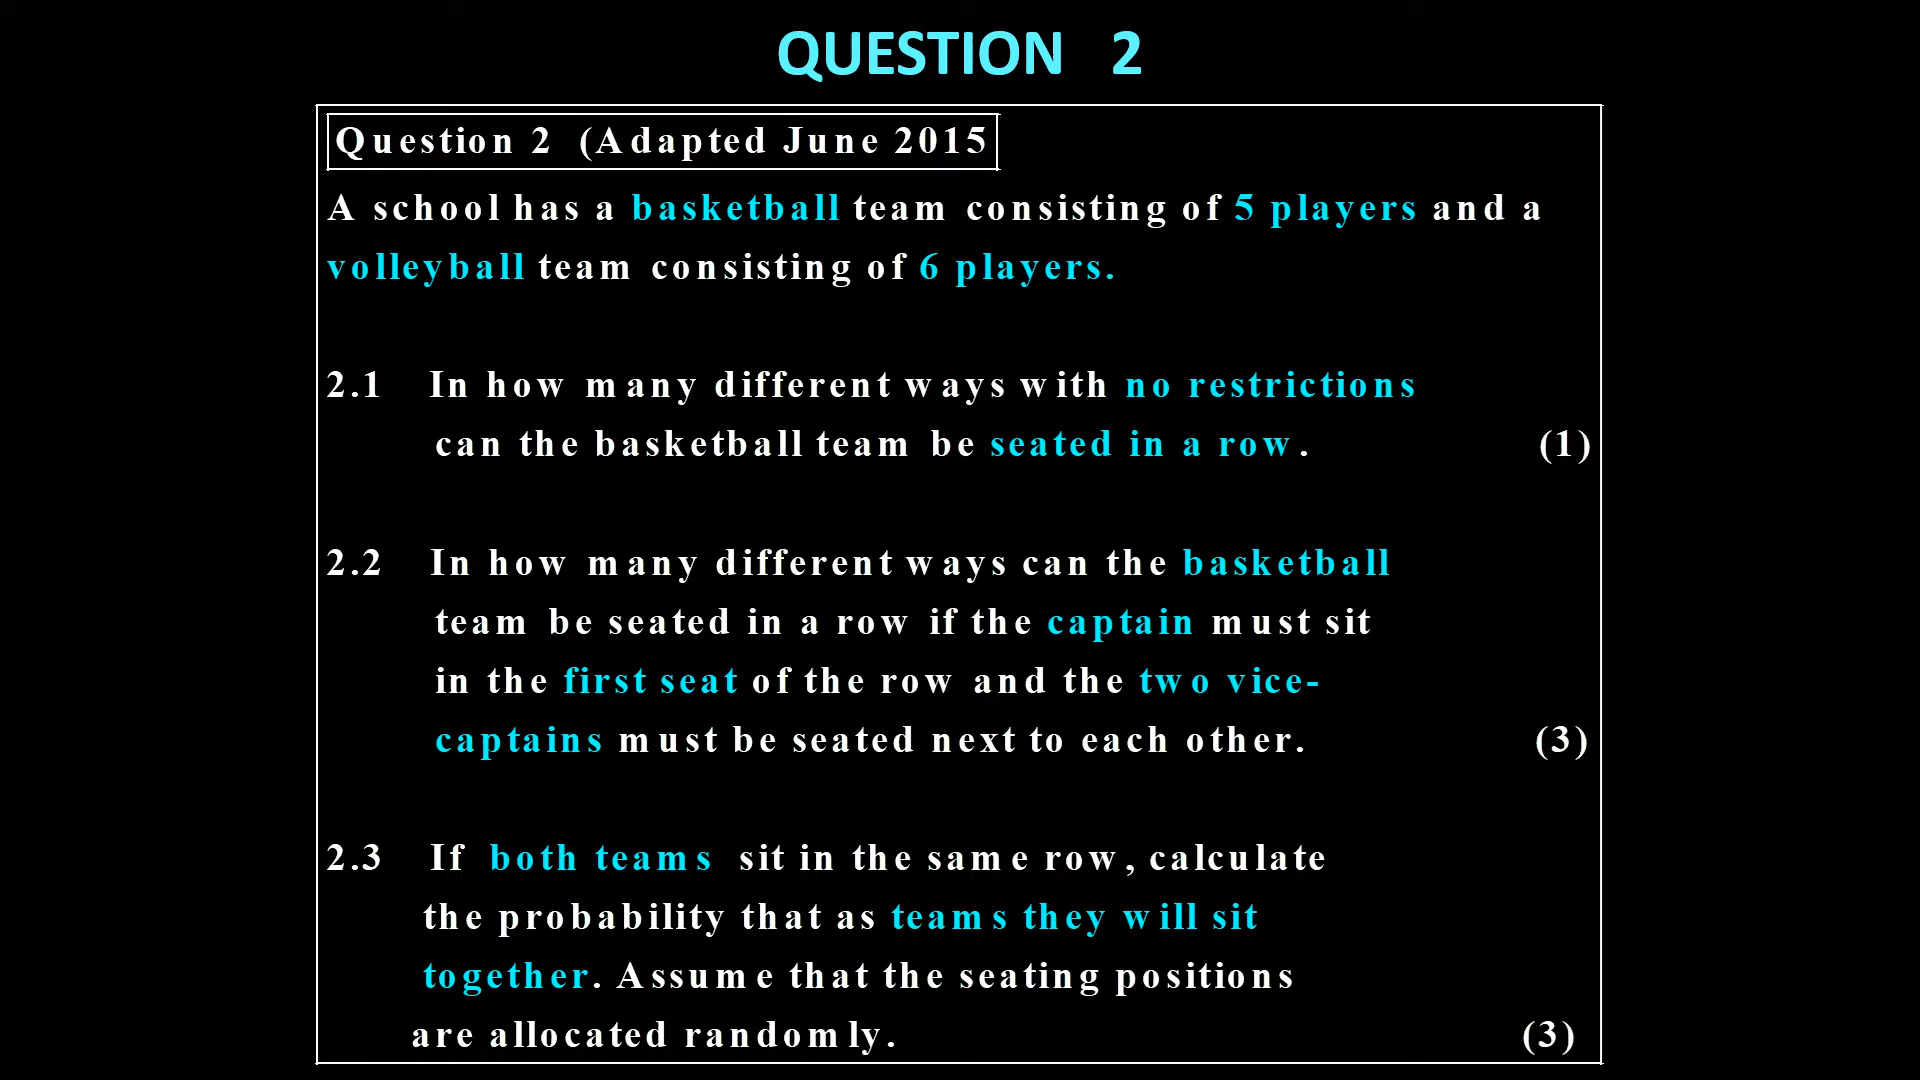 QUESTION 2
Question 2 (Adapted June 2015
A school has a basketball team consisting of 5 players and a
volleyball team consisting of 6 players.
2.1 In how many different ways with no restrictions
can the basketball team be seated in a row. (1)
2.2 In how many different ways can the basketball
team be seated in a row if the captain must sit
in the first seat of the row and the two vice-
captains must be seated next to each other. (3)
2.3 If both teams sit in the same row, calculate
the probability that as teams they will sit
together. Assume that the seating positions
are allocated randomly. (3)